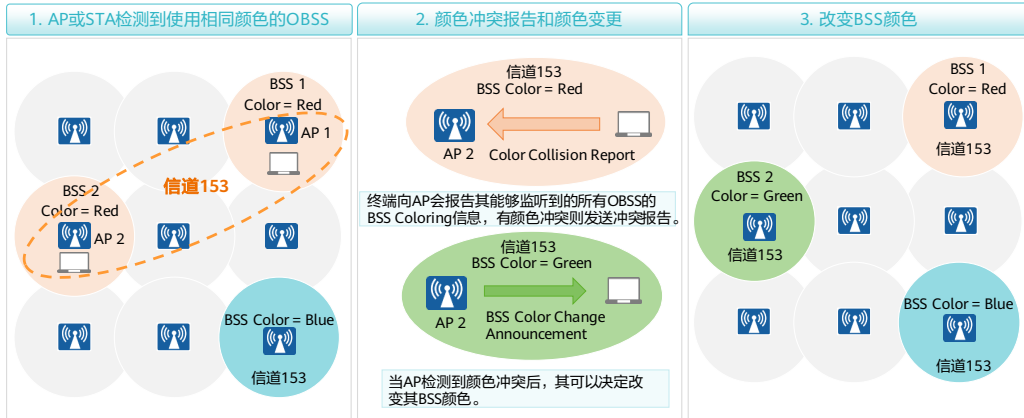 1. AP或STA检测到使用相同颜色的OBSS
BSS 1
Color = Red
AP 1
信道153
BSS 2
Color = Red
AP 2
BSS Color = Blue
信道153
2. 颜色冲突报告和颜色变更
信道153
BSS Color = Red
AP 2
Color Collision Report
终端向AP会报告其能够监听到的所有OBSS的
BSS Coloring信息，有颜色冲突则发送冲突报告。
信道153
BSS Color = Green
AP 2
BSS Color Change
Announcement
当AP检测到颜色冲突后，其可以决定改
变其BSS颜色。
3. 改变BSS颜色
BSS 1
Color = Red
信道153
BSS 2
Color = Green
信道153
BSS Color = Blue
信道153